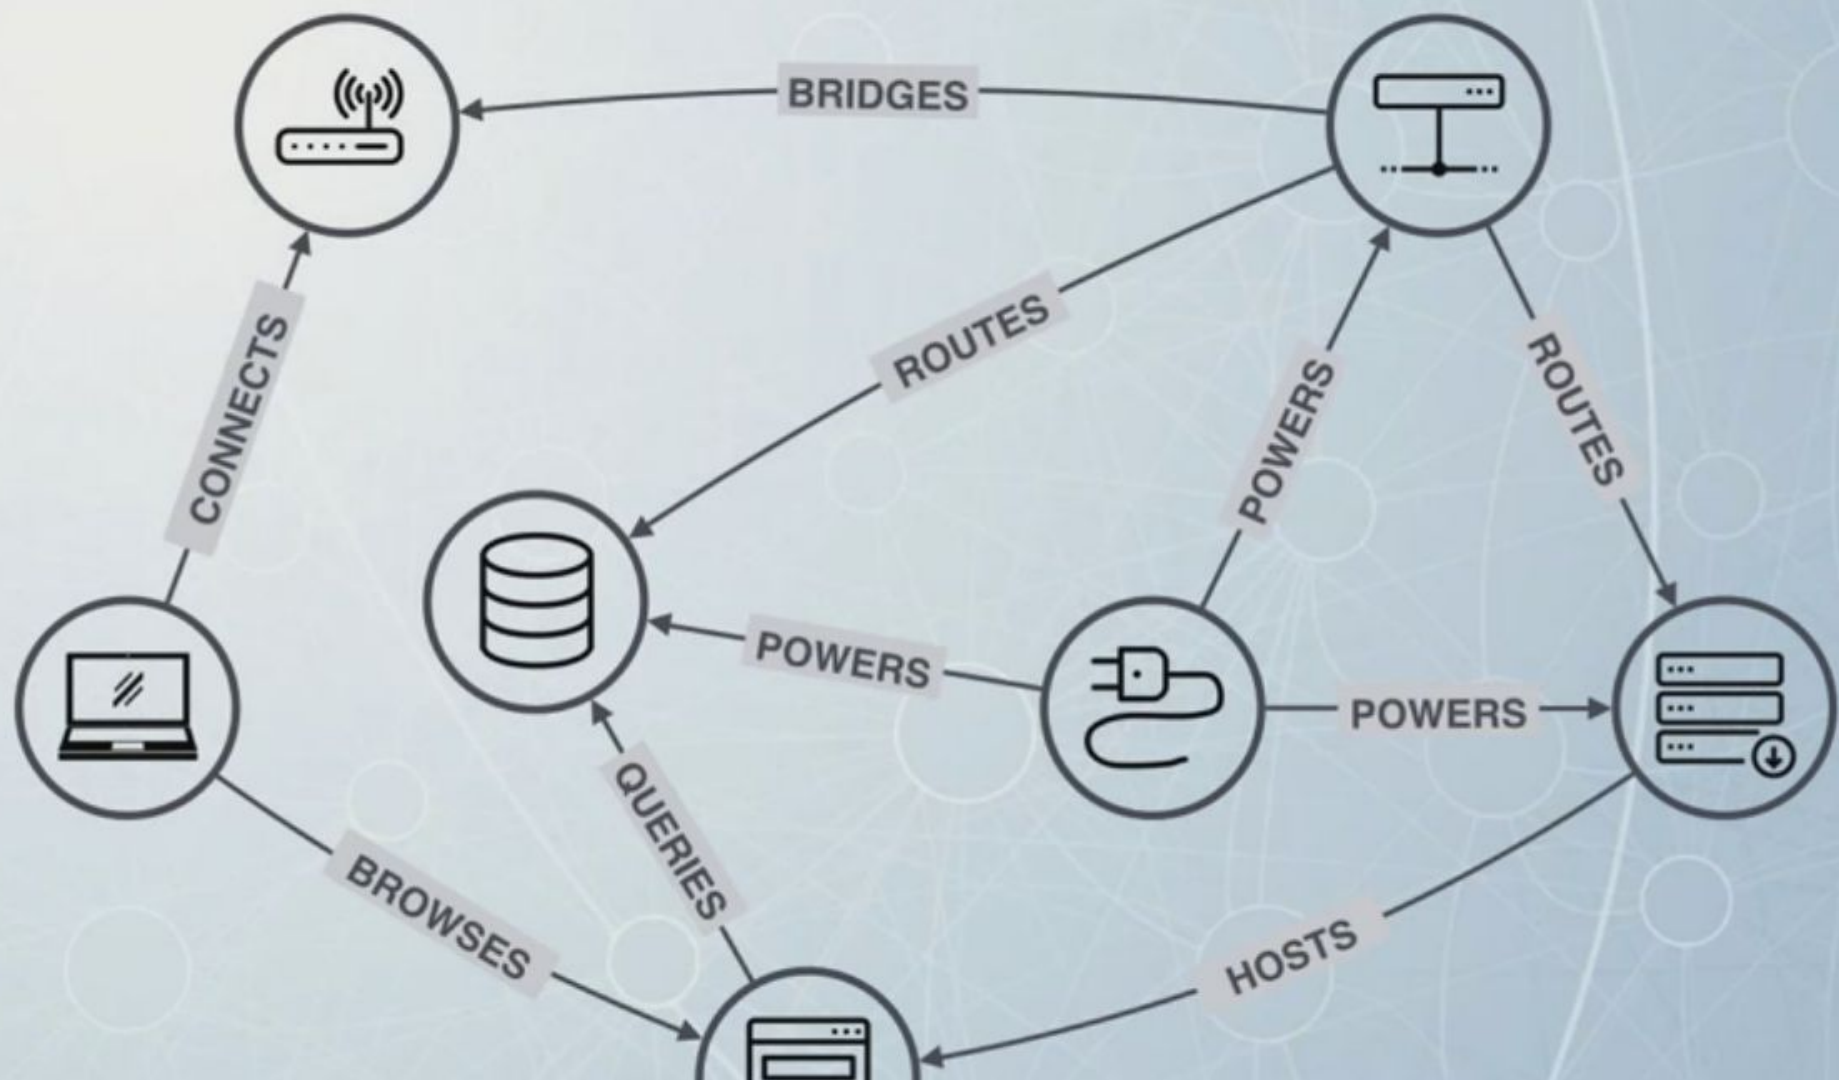 BRIDGES
ROUTES
CONNECTS
POWERS
ROUTES
POWERS
POWERS
QUERIES
BROWSES
HOSTS